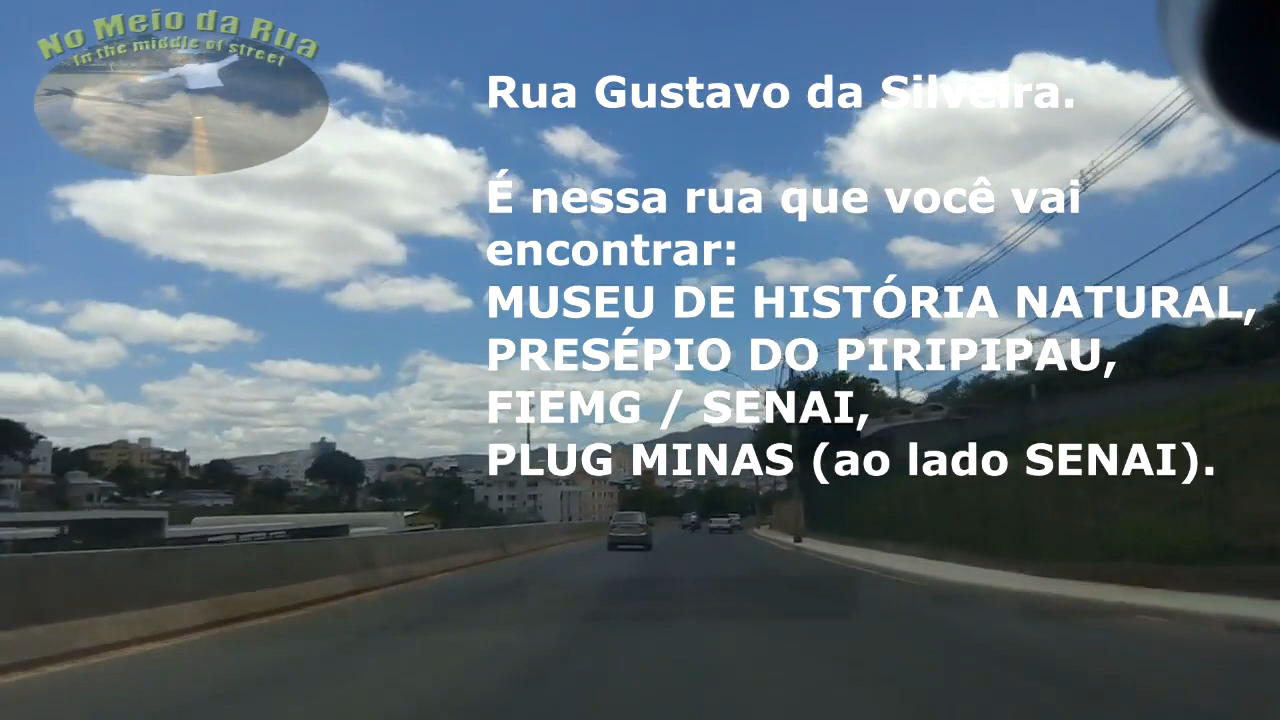 No Meio da Rua
In the middle of street
Rua Gustavo da Silveira.
É nessa rua que você vai
encontrar:
MUSEU DE HISTÓRIA NATURAL,
PRESÉPIO DO PIRIPIPAU,
FIEMG / SENAI,
PLUG MINAS (ao lado SENAI).